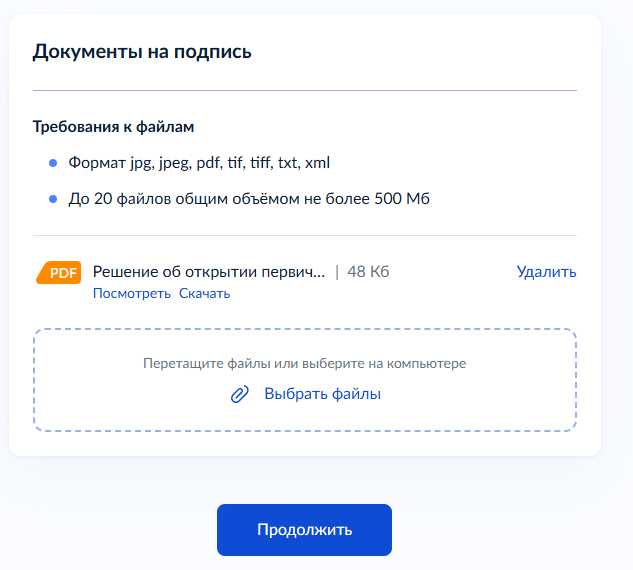 Документы на подпись
Требования к файлам
Формат jpg, jpeg, pdf, tif, tiff, txt, xml
До 20 файлов общим объёмом не более 500 Мб
PDF Решение об открытии первич... | 48 Кб Удалить
Посмотреть Скачать
Перетащите файлы или выберите на компьютере
Выбрать файлы
Продолжить